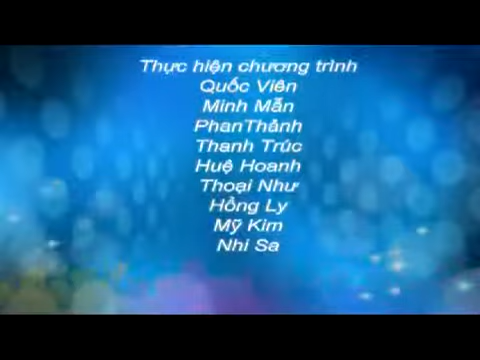 Thực hiện chương trình
Quốc Viên
Minh Mẫn
PhanThảnh
Thanh Trúc
Huệ Hoanh
Thoại Như
Hồng Ly
Mỹ Kim
Nhi Sa